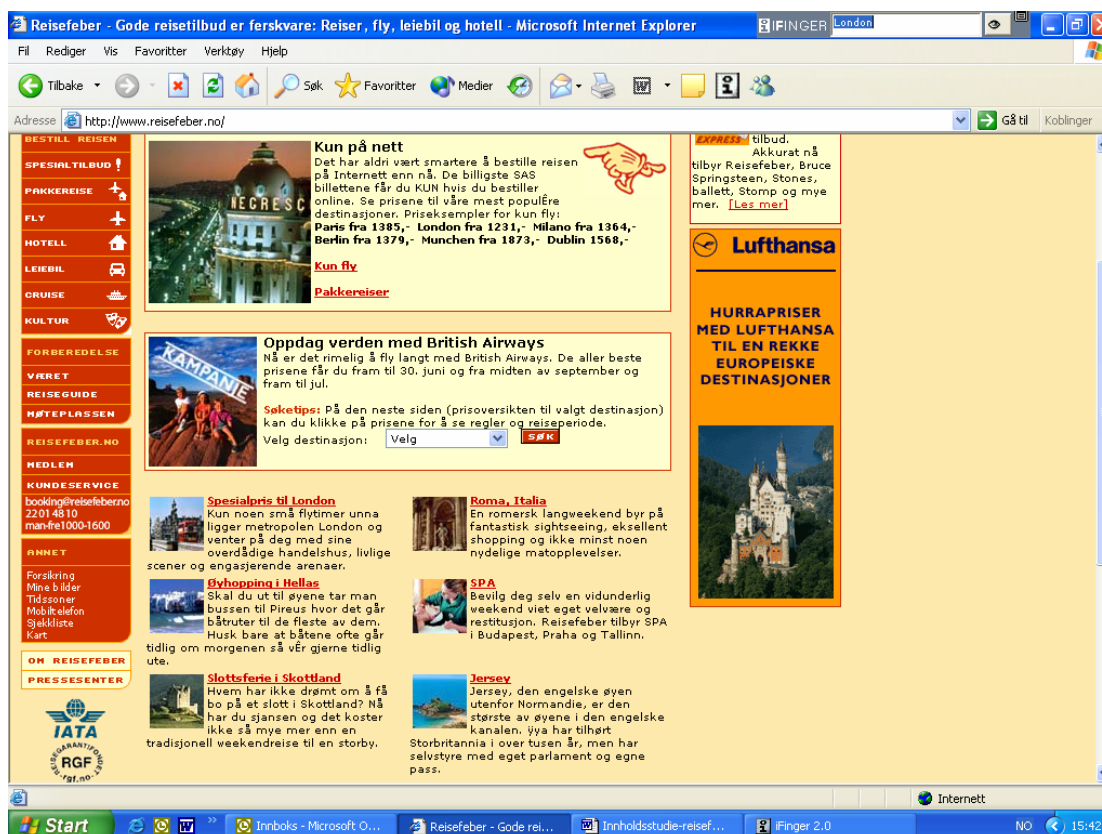 Reisefeber - Gode reisetilbud er ferskvare: Reiser, fly, leiebil og hotell - Microsoft Internet Explorer
iFINGER London
Fil Rediger Vis Favoritter Verktøy Hjelp
Tilbake Søk Favoritter Medier
Adresse http://www.reisefeber.no/ Gå til Koblinger
BESTILL REISEN
SPESIALTILBUD !
PAKKEREISE
FLY
HOTELL
LEIEBIL
CRUISE
KULTUR
FORBEREDELSE
VÆRET
REISEGUIDE
MØTEPLASSEN
REISEFEBER.NO
MEDLEM
KUNDESERVICE
booking@reisefeber.no
22 01 48 10
man-fre1000-1600
ANNET
Forsikring
Mine bilder
Tidssoner
Mobiltelefon
Sjekkliste
Kart
OM REISEFEBER
PRESSESENTER
IATA
REISEGARANTIFONDET
RGF
rgf.no
NEGRESC
Kun på nett
Det har aldri vært smartere å bestille reisen
på Internett enn nå. De billigste SAS
billettene får du KUN hvis du bestiller
online. Se prisene til våre mest populÉre
destinasjoner. Priseksempler for kun fly:
Paris fra 1385,- London fra 1231,- Milano fra 1364,-
Berlin fra 1379,- Munchen fra 1873,- Dublin 1568,-
Kun fly
Pakkereiser
KAMPANJE
Oppdag verden med British Airways
Nå er det rimelig å fly langt med British Airways. De aller beste
prisene får du fram til 30. juni og fra midten av september og
fram til jul.
Søketips: På den neste siden (prisoversikten til valgt destinasjon)
kan du klikke på prisene for å se regler og reiseperiode.
Velg destinasjon: Velg SØK
Spesialpris til London
Kun noen små flytimer unna
ligger metropolen London og
venter på deg med sine
overdådige handelshus, livlige
scener og engasjerende arenaer.
Roma, Italia
En romersk langweekend byr på
fantastisk sightseeing, eksellent
shopping og ikke minst noen
nydelige matopplevelser.
Øyhopping i Hellas
Skal du ut til øyene tar man
bussen til Pireus hvor det går
båtruter til de fleste av dem.
Husk bare at båtene ofte går
tidlig om morgenen så vÉr gjerne tidlig
ute.
SPA
Bevilg deg selv en vidunderlig
weekend viet eget velvære og
restitusjon. Reisefeber tilbyr SPA
i Budapest, Praha og Tallinn.
Slottsferie i Skottland
Hvem har ikke drømt om å få
bo på et slott i Skottland? Nå
har du sjansen og det koster
ikke så mye mer enn en
tradisjonell weekendreise til en storby.
Jersey
Jersey, den engelske øyen
utenfor Normandie, er den
største av øyene i den engelske
kanalen. ÿya har tilhørt
Storbritannia i over tusen år, men har
selvstyre med eget parlament og egne
pass.
EXPRESS tilbud.
Akkurat nå
tilbyr Reisefeber, Bruce
Springsteen, Stones,
ballett, Stomp og mye
mer. [Les mer]
Lufthansa
HURRAPRISER
MED LUFTHANSA
TIL EN REKKE
EUROPEISKE
DESTINASJONER
Internett
Start Innboks - Microsoft O... Reisefeber - Gode rei... Innholdsstudie-reisef... iFinger 2.0 NO 15:42